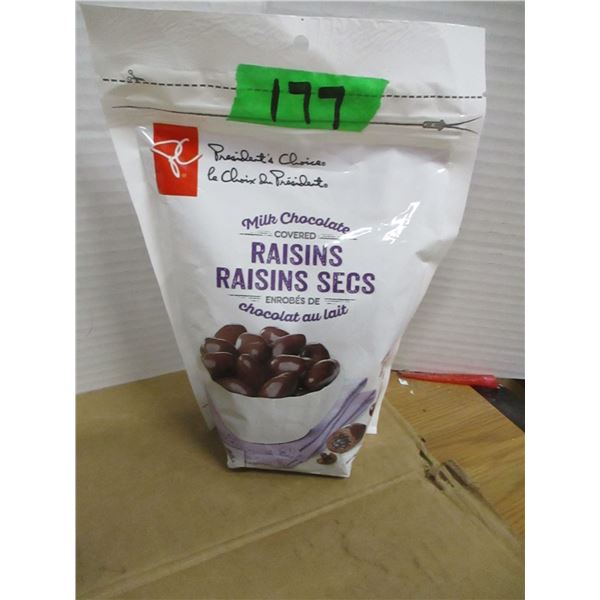 177
PC
President's Choice®
le Choix du Président®
Milk Chocolate
COVERED
RAISINS
RAISINS SECS
ENROBÉS DE
chocolat au lait